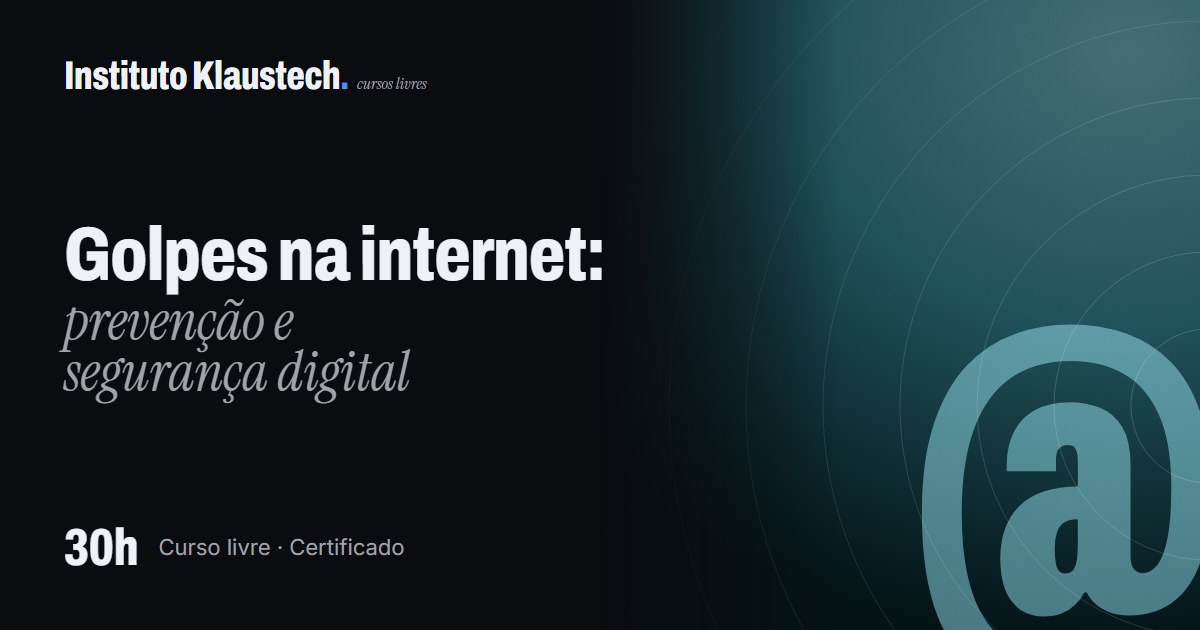 Instituto Klaustech. cursos livres
Golpes na internet:
prevenção e
segurança digital
30h Curso livre · Certificado
@